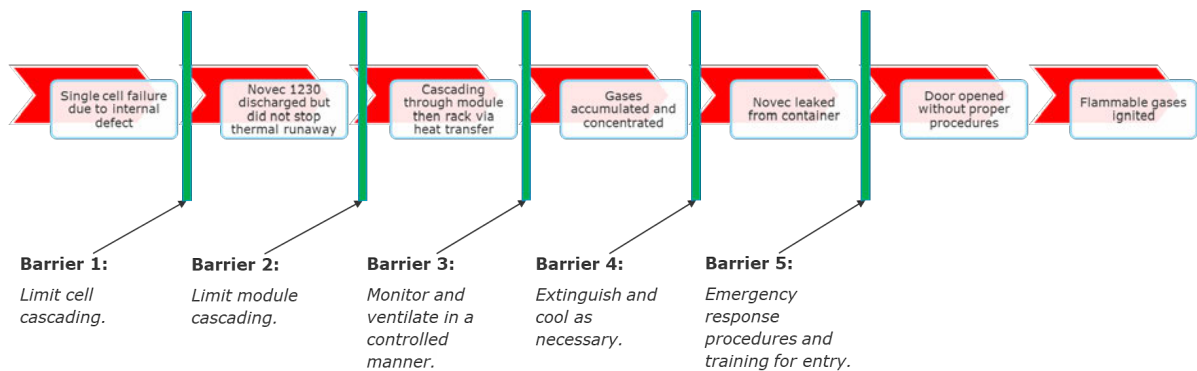 Single cell failure
due to internal
defect
Novec 1230
discharged but
did not stop
thermal runaway
Cascading
through module
then rack via
heat transfer
Gases
accumulated and
concentrated
Novec leaked
from container
Door opened
without proper
procedures
Flammable gases
ignited
Barrier 1:
Limit cell
cascading.
Barrier 2:
Limit module
cascading.
Barrier 3:
Monitor and
ventilate in a
controlled
manner.
Barrier 4:
Extinguish and
cool as
necessary.
Barrier 5:
Emergency
response
procedures and
training for entry.